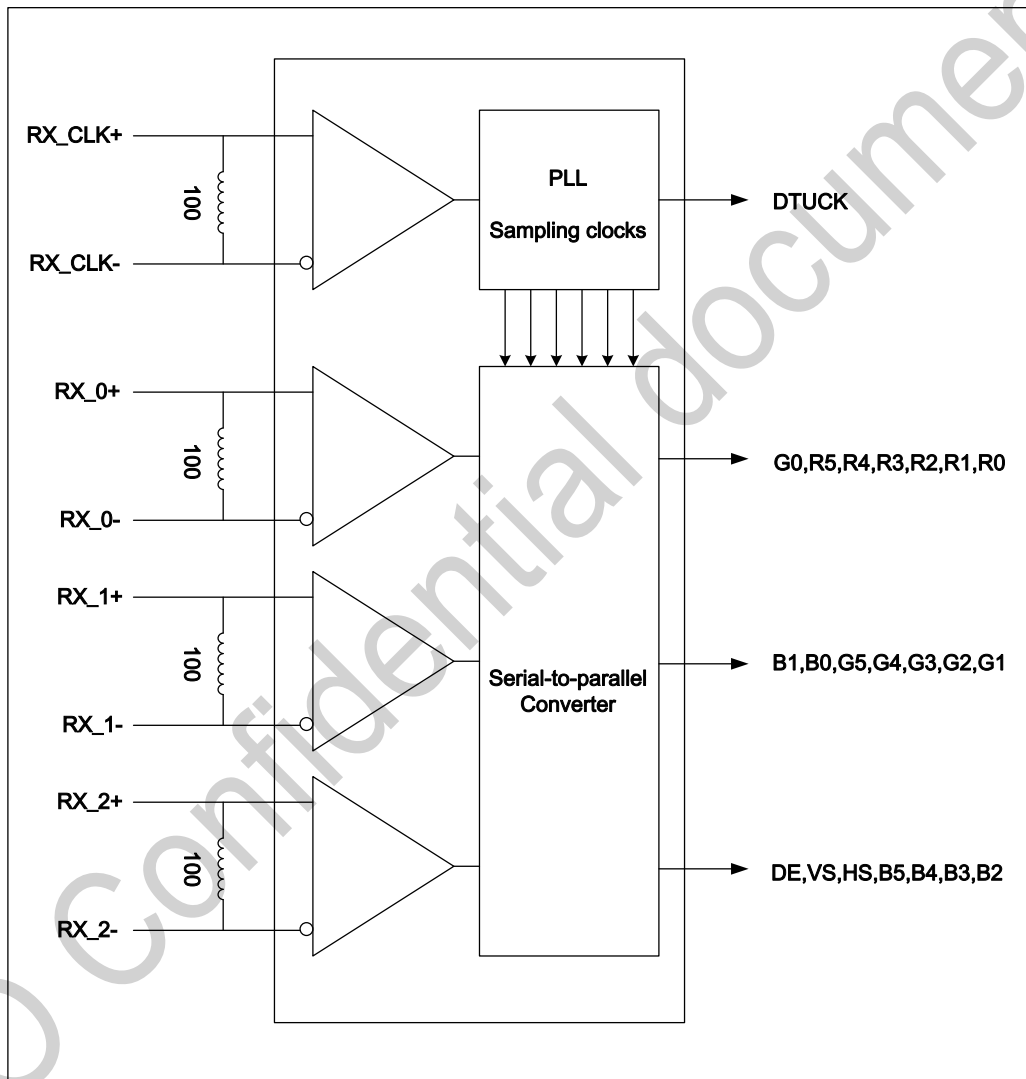 RX_CLK+
100
RX_CLK-
PLL
Sampling clocks
DTUCK
RX_0+
100
RX_0-
G0,R5,R4,R3,R2,R1,R0
RX_1+
100
RX_1-
Serial-to-parallel
Converter
B1,B0,G5,G4,G3,G2,G1
RX_2+
100
RX_2-
DE,VS,HS,B5,B4,B3,B2
Confidential documen